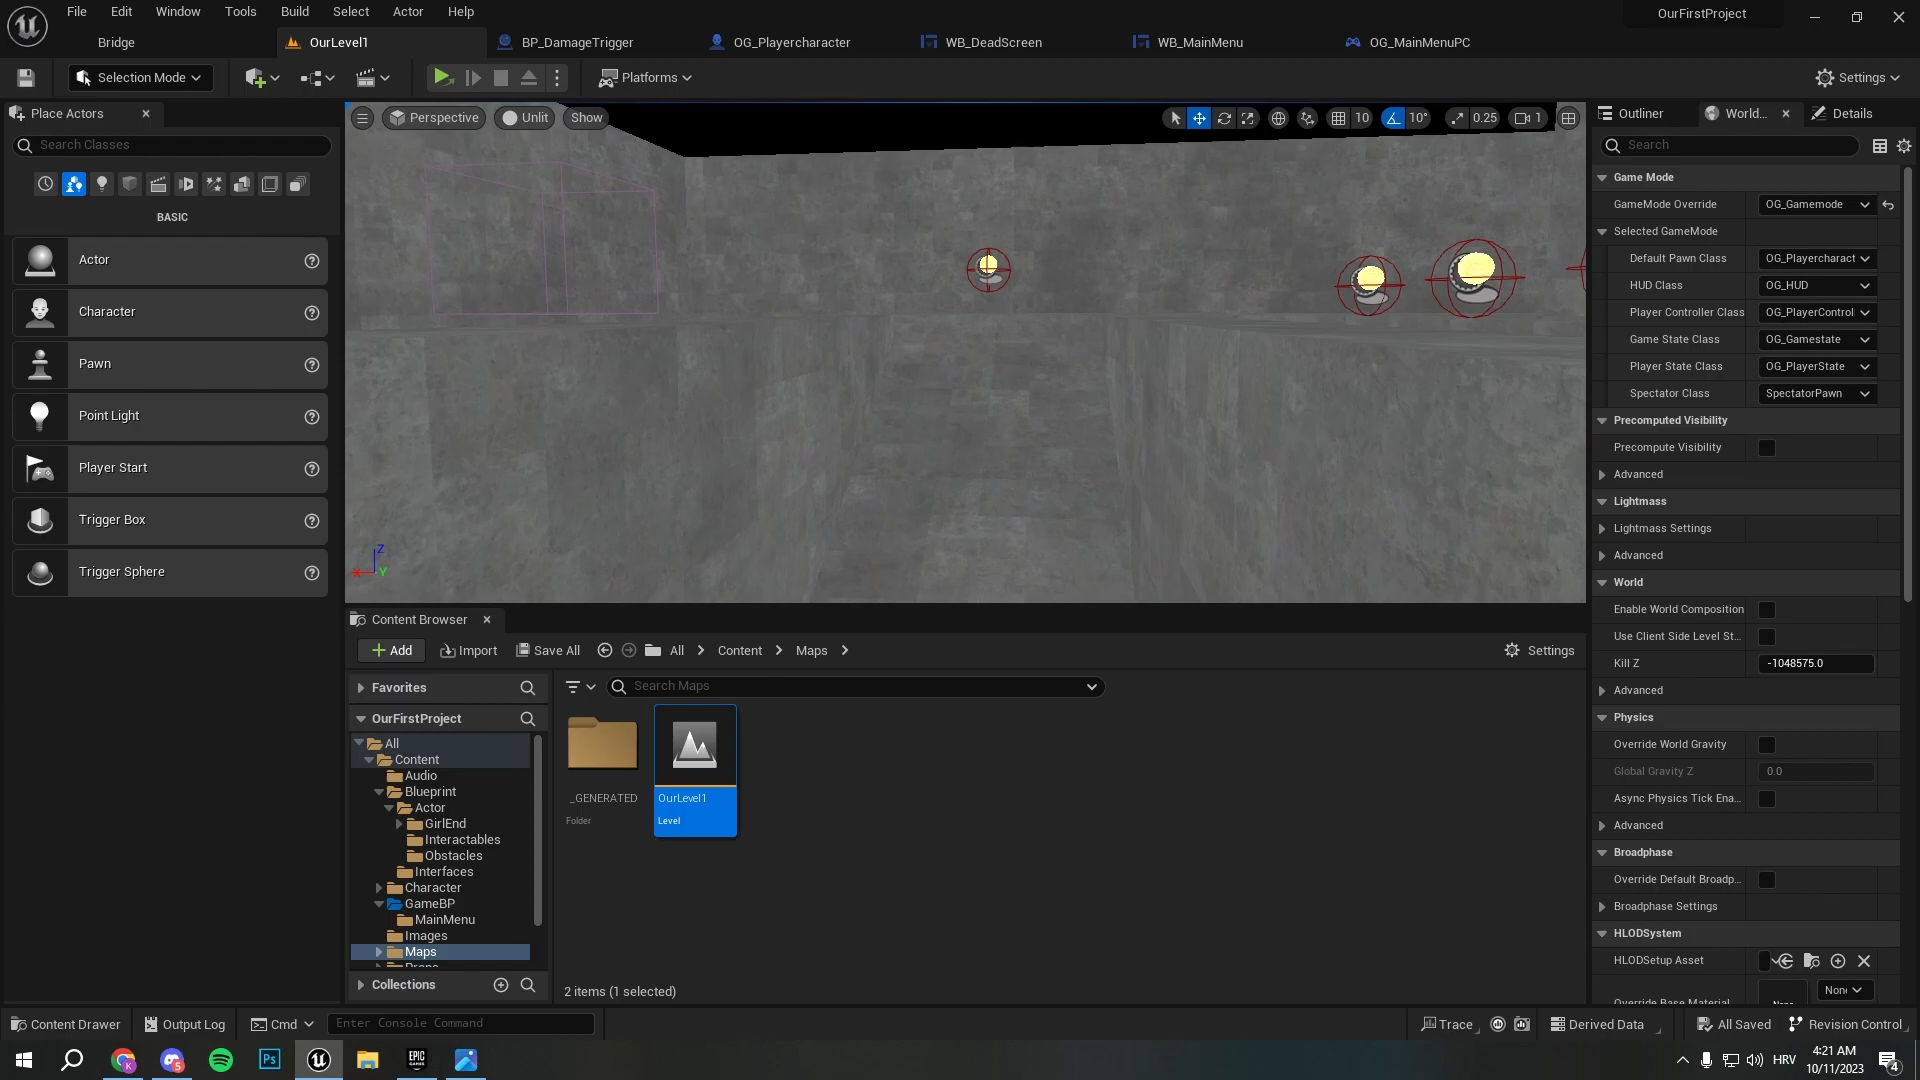 File Edit Window Tools Build Select Actor Help
OurFirstProject
Bridge
OurLevel1
BP_DamageTrigger
OG_Playercharacter
WB_DeadScreen
WB_MainMenu
OG_MainMenuPC
Selection Mode
Platforms
Settings
Place Actors
Search Classes
BASIC
Actor
Character
Pawn
Point Light
Player Start
Trigger Box
Trigger Sphere
Perspective
Unlit
Show
10
10°
0.25
1
Z
X
Y
Outliner
World...
Details
Search
Game Mode
GameMode Override OG_Gamemode
Selected GameMode
Default Pawn Class OG_Playercharact
HUD Class OG_HUD
Player Controller Class OG_PlayerControl
Game State Class OG_Gamestate
Player State Class OG_PlayerState
Spectator Class SpectatorPawn
Precomputed Visibility
Precompute Visibility
Advanced
Lightmass
Lightmass Settings
Advanced
World
Enable World Composition
Use Client Side Level St...
Kill Z -1048575.0
Advanced
Physics
Override World Gravity
Global Gravity Z 0.0
Async Physics Tick Ena...
Advanced
Broadphase
Override Default Broadp...
Broadphase Settings
HLODSystem
HLODSetup Asset
Override Base Material
None
Content Browser
Add
Import
Save All
All
Content
Maps
Settings
Favorites
OurFirstProject
All
Content
Audio
Blueprint
Actor
GirlEnd
Interactables
Obstacles
Interfaces
Character
GameBP
MainMenu
Images
Maps
Collections
Search Maps
_GENERATED
Folder
OurLevel1
Level
2 items (1 selected)
Content Drawer
Output Log
Cmd
Enter Console Command
Trace
Derived Data
All Saved
Revision Control
K
5
Ps
EPIC
GAMES
HRV
4:21 AM
10/11/2023
4